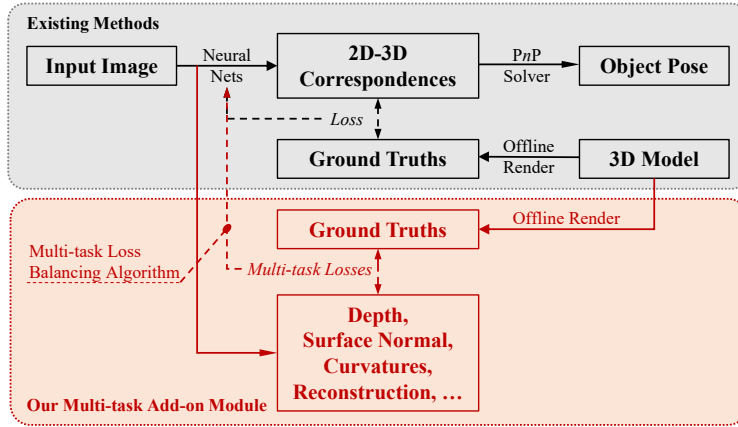 Existing Methods
Input Image
Neural
Nets
2D-3D
Correspondences
PnP
Solver
Object Pose
Loss
Ground Truths
Offline
Render
3D Model
Ground Truths
Offline Render
Multi-task Loss
Balancing Algorithm
Multi-task Losses
Depth,
Surface Normal,
Curvatures,
Reconstruction, …
Our Multi-task Add-on Module